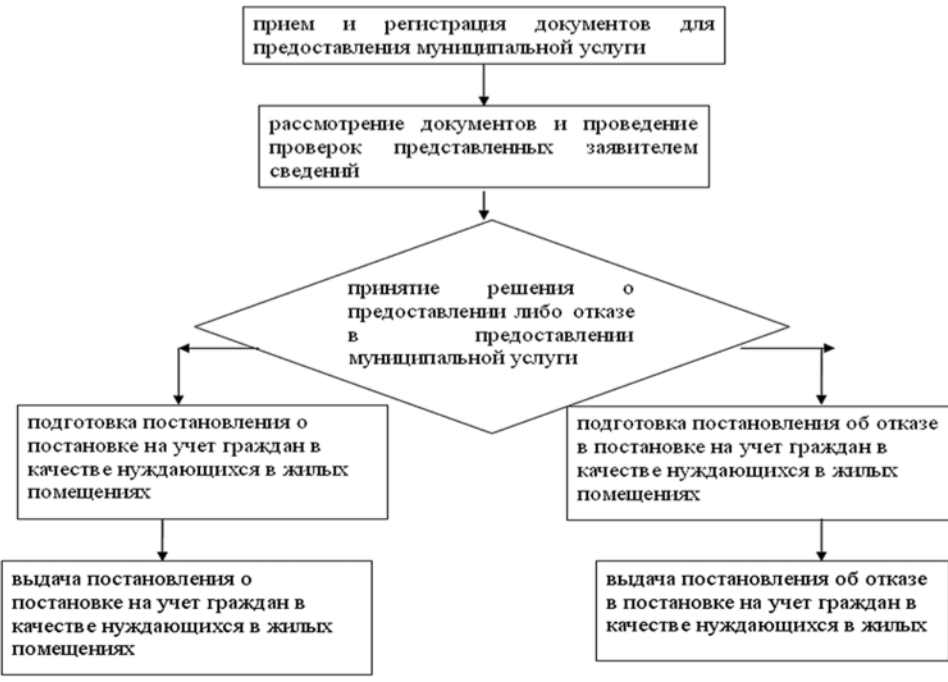 прием и регистрация документов для
предоставления муниципальной услуги
рассмотрение документов и проведение
проверок представленных заявителем
сведений
принятие решения о
предоставлении либо отказе
в предоставлении
муниципальной услуги
подготовка постановления о
постановке на учет граждан в
качестве нуждающихся в жилых
помещениях
подготовка постановления об отказе
в постановке на учет граждан в
качестве нуждающихся в жилых
помещениях
выдача постановления о
постановке на учет граждан в
качестве нуждающихся в жилых
помещениях
выдача постановления об отказе
в постановке на учет граждан в
качестве нуждающихся в жилых